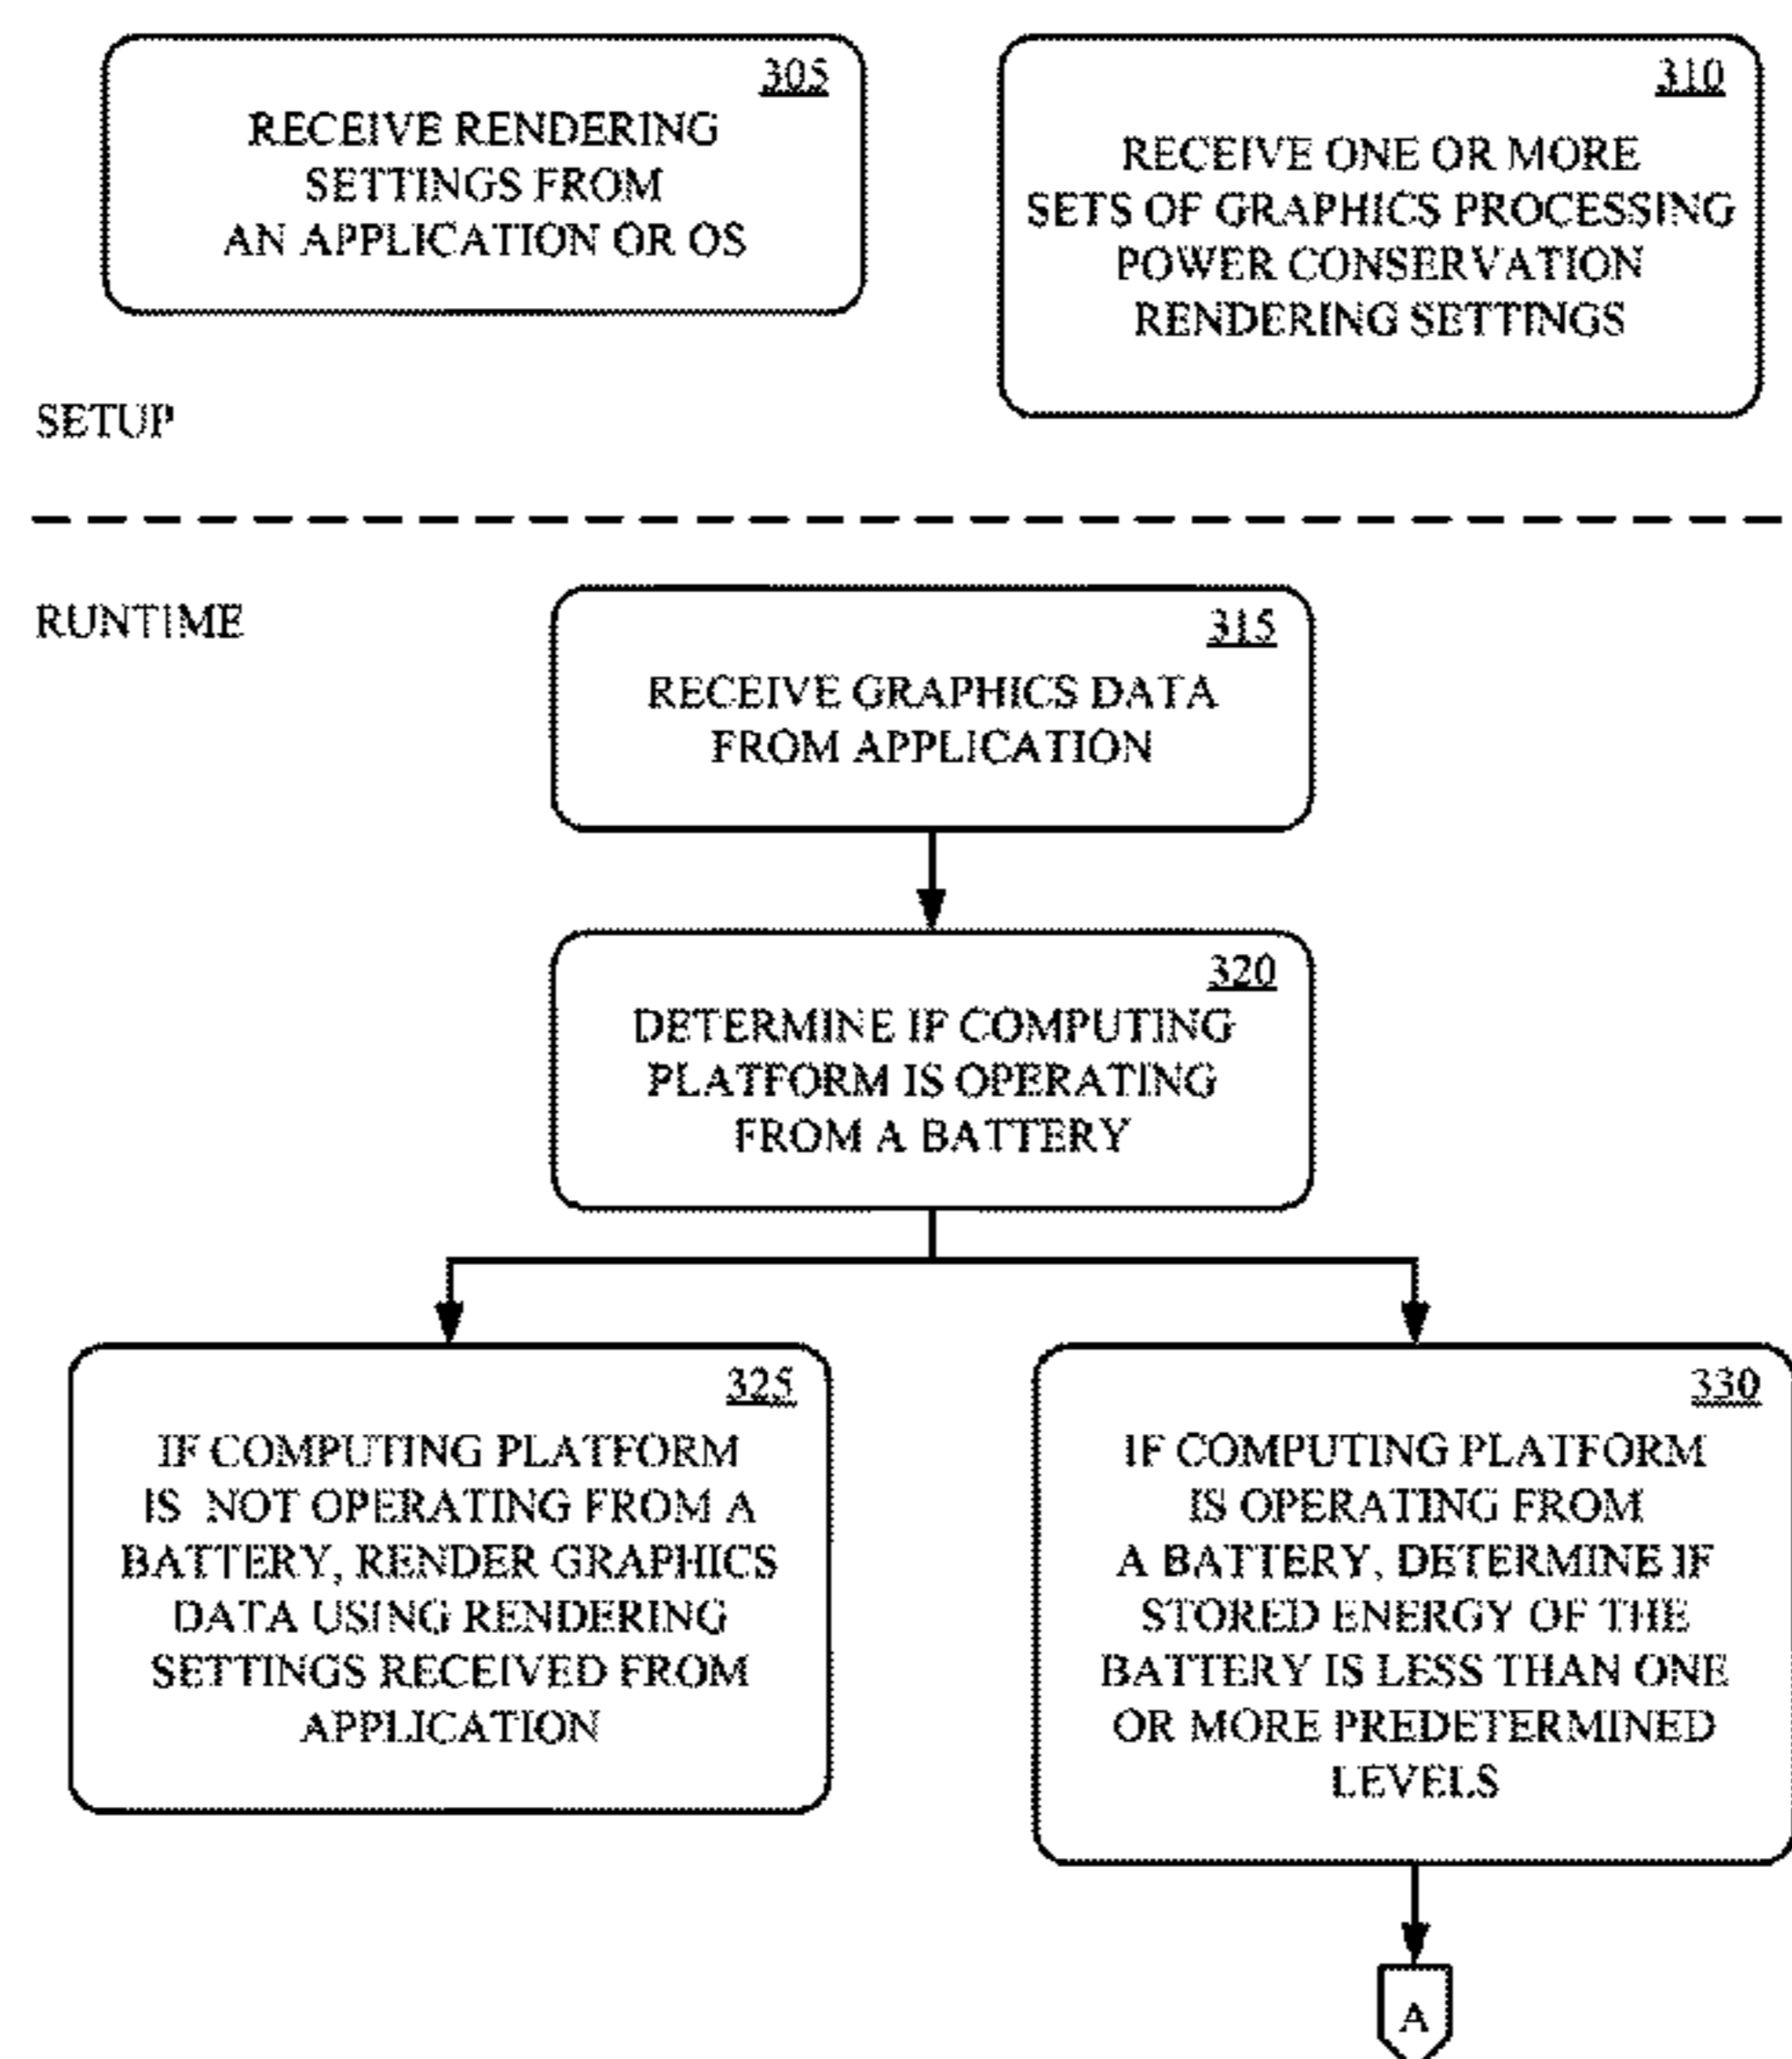 305
RECEIVE RENDERING
SETTINGS FROM
AN APPLICATION OR OS
310
RECEIVE ONE OR MORE
SETS OF GRAPHICS PROCESSING
POWER CONSERVATION
RENDERING SETTINGS
SETUP
RUNTIME
315
RECEIVE GRAPHICS DATA
FROM APPLICATION
320
DETERMINE IF COMPUTING
PLATFORM IS OPERATING
FROM A BATTERY
325
IF COMPUTING PLATFORM
IS NOT OPERATING FROM A
BATTERY, RENDER GRAPHICS
DATA USING RENDERING
SETTINGS RECEIVED FROM
APPLICATION
330
IF COMPUTING PLATFORM
IS OPERATING FROM
A BATTERY, DETERMINE IF
STORED ENERGY OF THE
BATTERY IS LESS THAN ONE
OR MORE PREDETERMINED
LEVELS
A